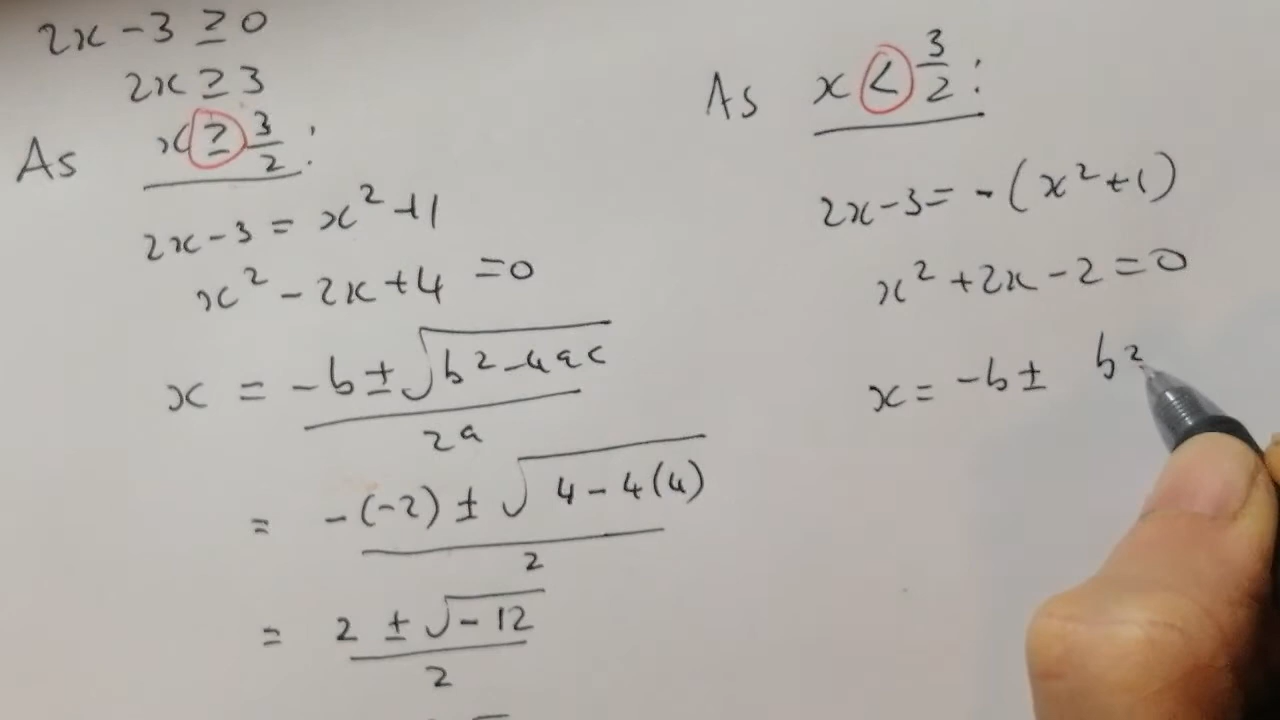 2x - 3 ≥ 0
2x ≥ 3
As x ≥ 3/2 :
2x - 3 = x² + 1
x² - 2x + 4 = 0
x = -b ± √(b² - 4ac) / 2a
= -(-2) ± √(4 - 4(4)) / 2
= 2 ± √(-12) / 2
As x < 3/2 :
2x - 3 = -(x² + 1)
x² + 2x - 2 = 0
x = -b ± b²